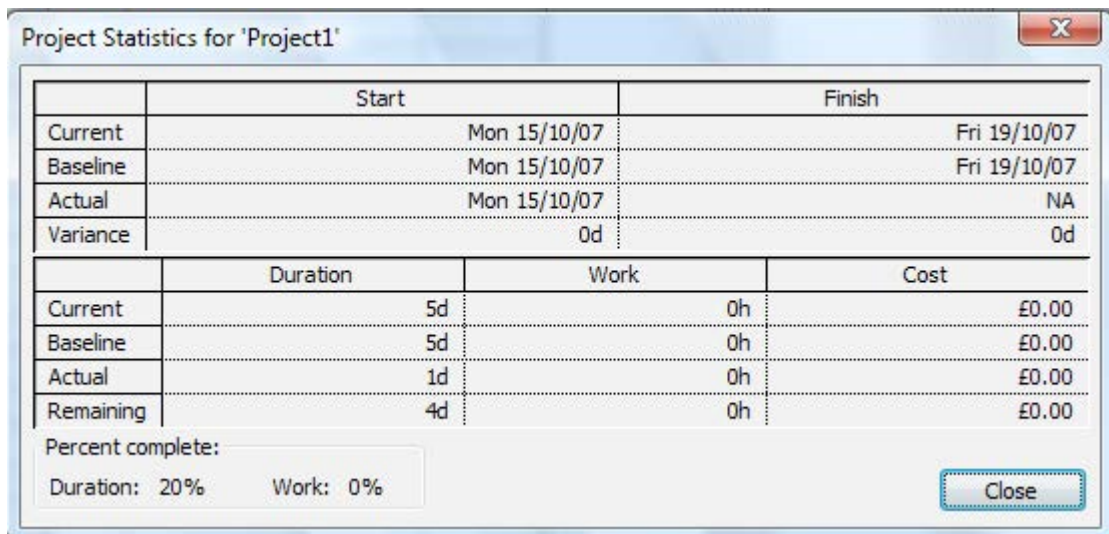 Project Statistics for 'Project1'
Start Finish
Current Mon 15/10/07 Fri 19/10/07
Baseline Mon 15/10/07 Fri 19/10/07
Actual Mon 15/10/07 NA
Variance 0d 0d
Duration Work Cost
Current 5d 0h £0.00
Baseline 5d 0h £0.00
Actual 1d 0h £0.00
Remaining 4d 0h £0.00
Percent complete:
Duration: 20% Work: 0%
Close